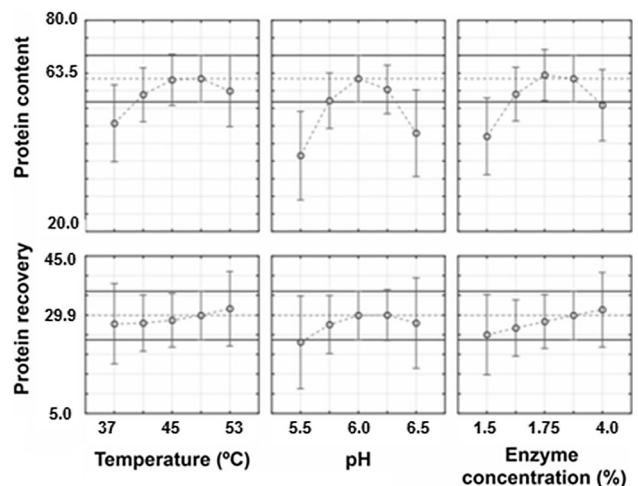 80.0
63.5
20.0
Protein content
45.0
29.9
5.0
Protein recovery
37 45 53
5.5 6.0 6.5
1.5 1.75 4.0
Temperature (ºC)
pH
Enzyme
concentration (%)